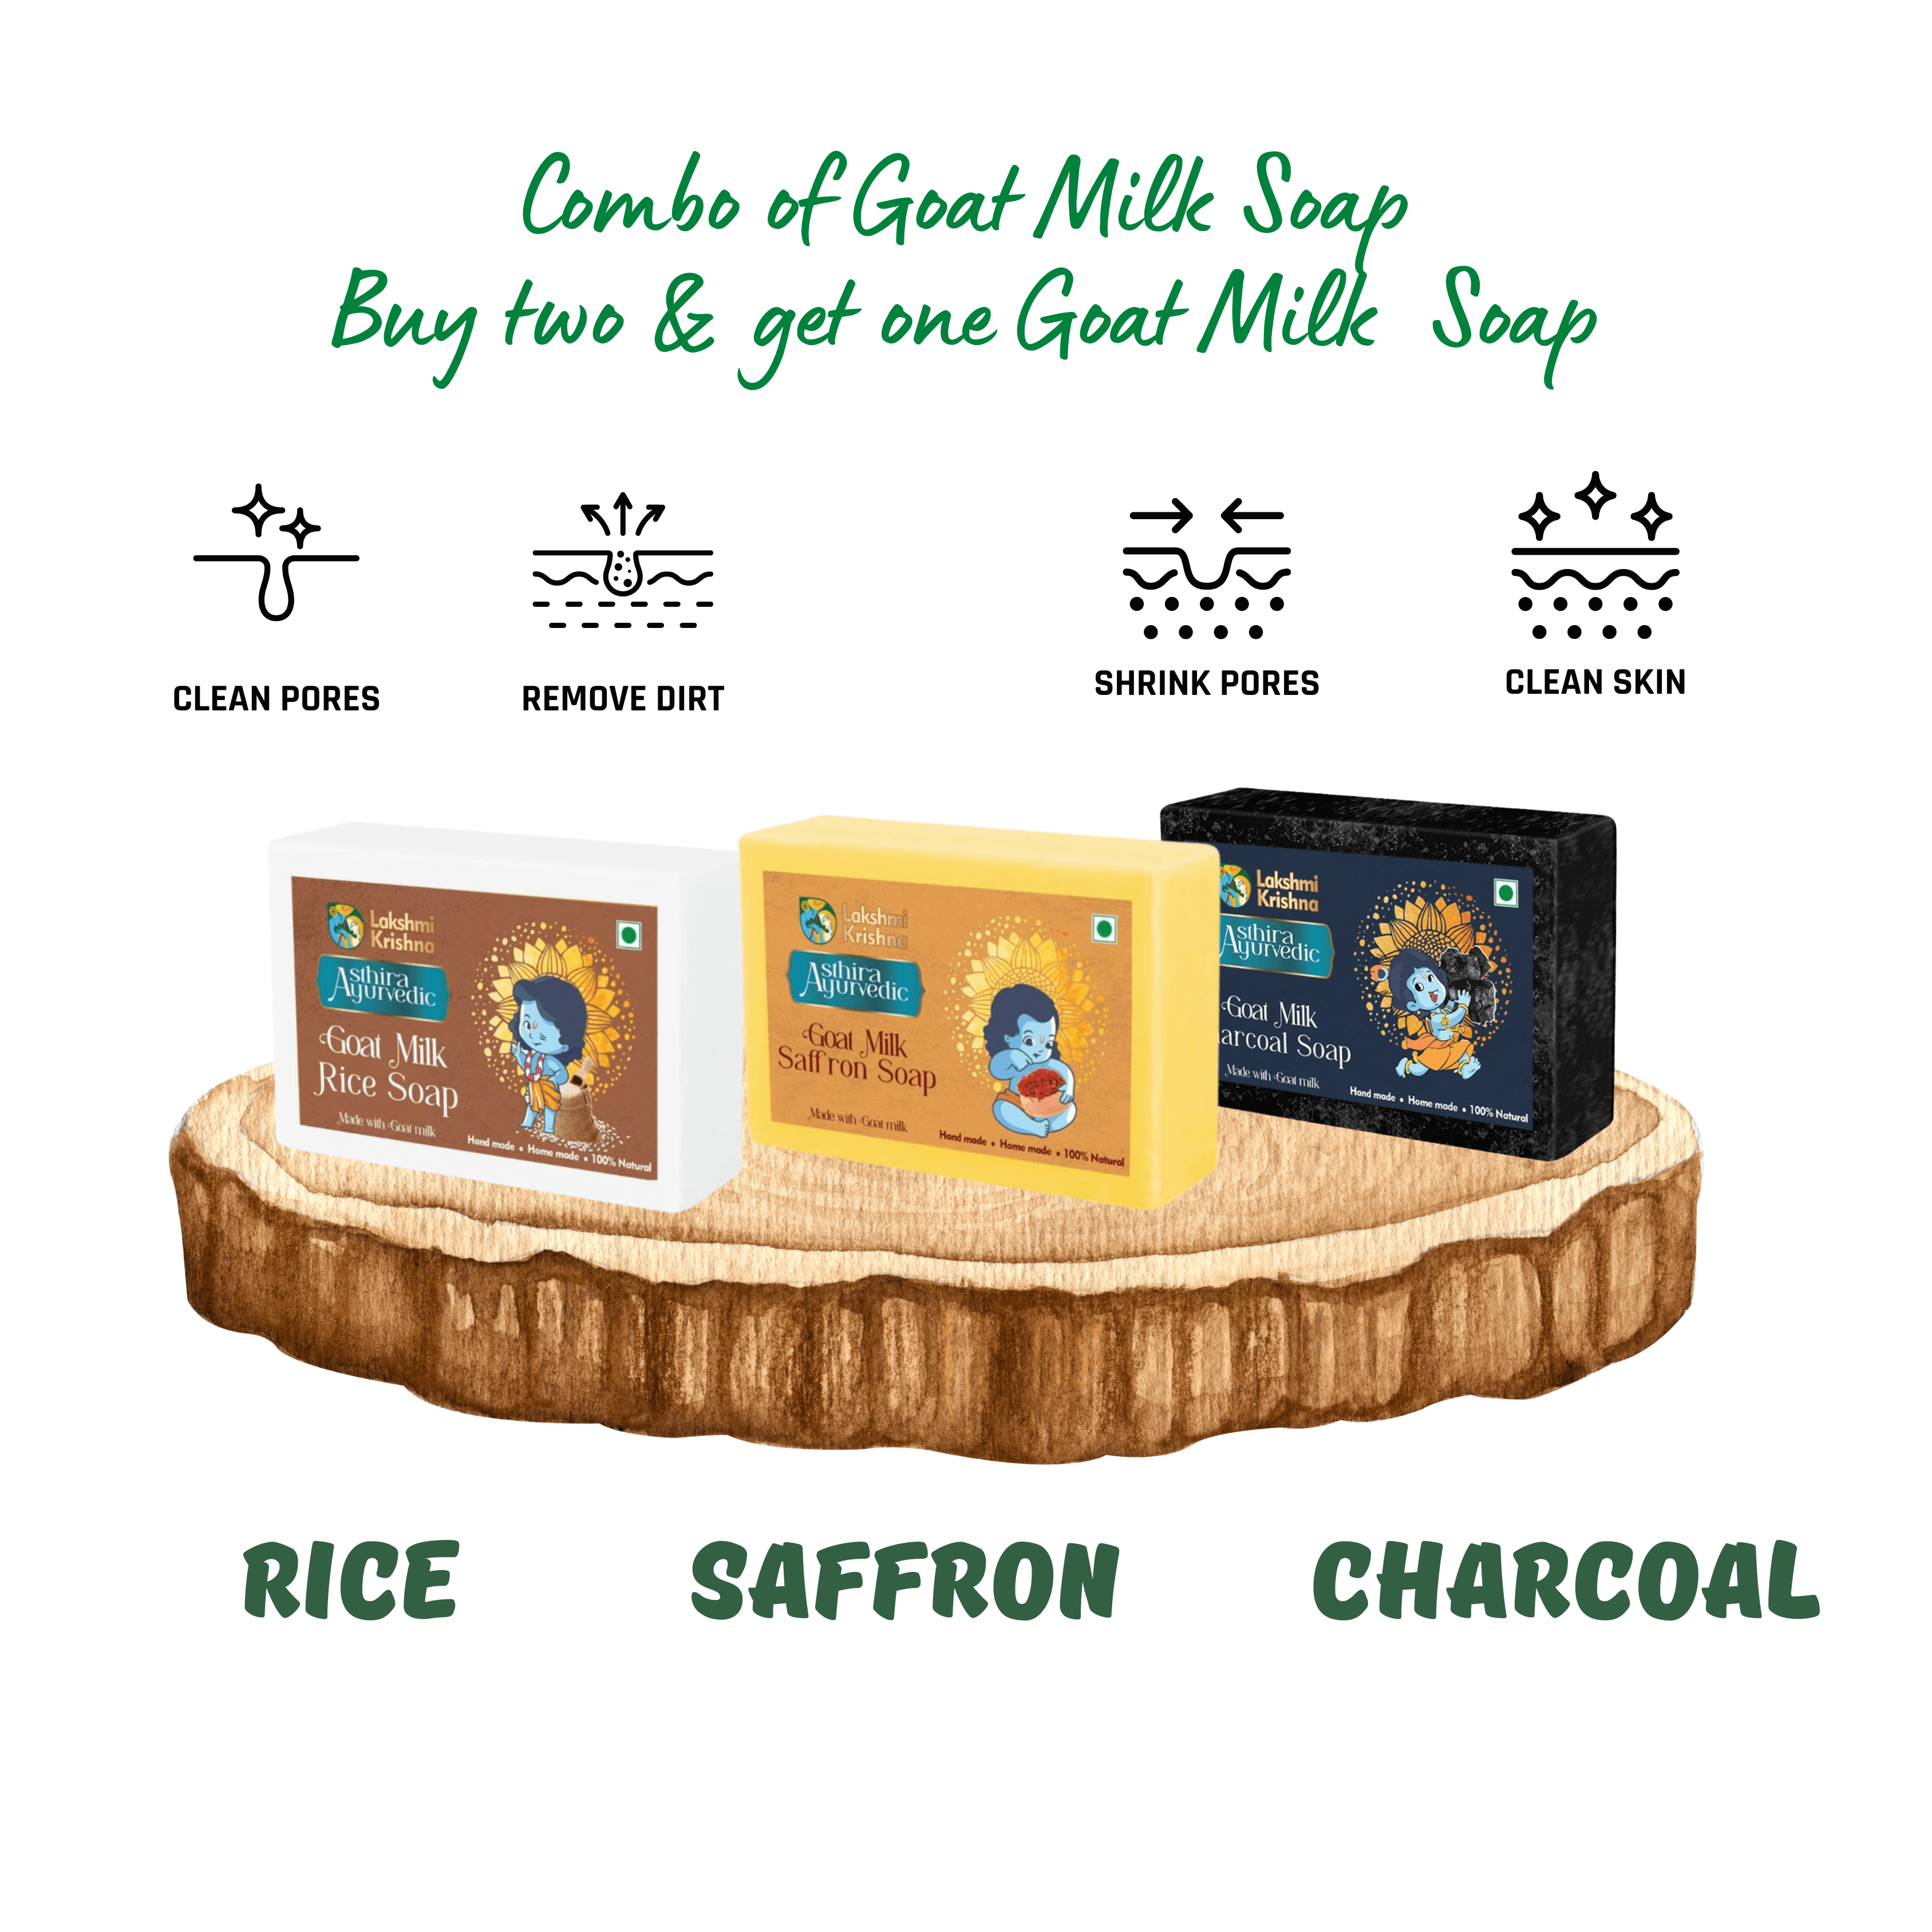 Combo of Goat Milk Soap
Buy two & get one Goat Milk Soap
CLEAN PORES
REMOVE DIRT
SHRINK PORES
CLEAN SKIN
Lakshmi
Krishna
Asthira
Ayurvedic
Goat Milk
Rice Soap
Made with Goat milk
Hand made • Home made • 100% Natural
Lakshmi
Krishna
Asthira
Ayurvedic
Goat Milk
Saffron Soap
Made with Goat milk
Hand made • Home made • 100% Natural
Lakshmi
Krishna
Asthira
Ayurvedic
Goat Milk
arcoal Soap
Made with Goat milk
Hand made • Home made • 100% Natural
RICE
SAFFRON
CHARCOAL